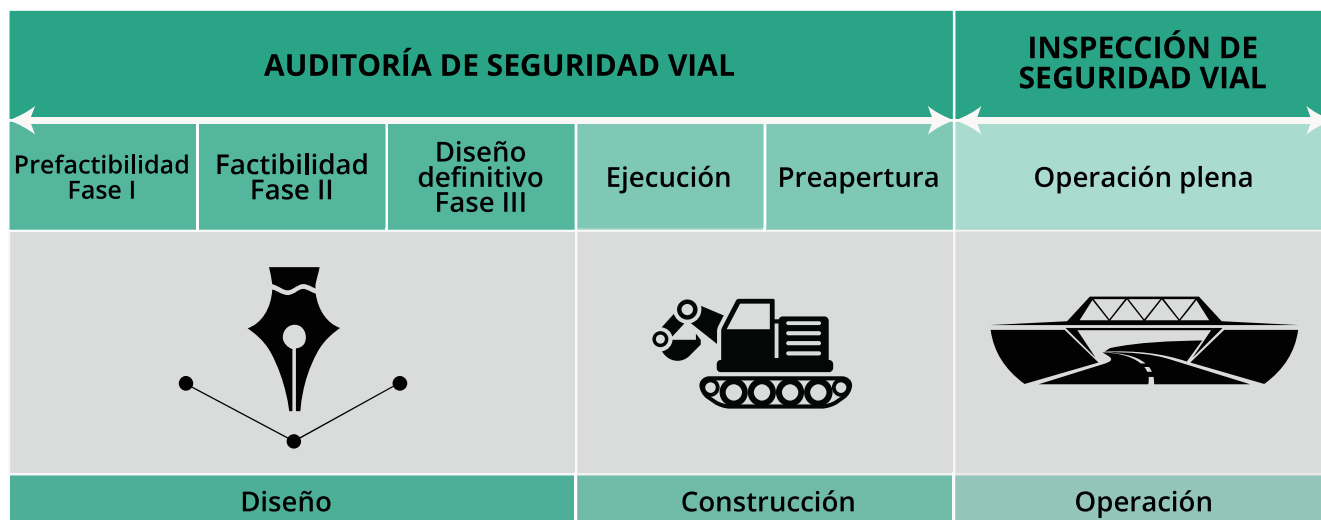 AUDITORÍA DE SEGURIDAD VIAL
INSPECCIÓN DE
SEGURIDAD VIAL
Prefactibilidad
Fase I
Factibilidad
Fase II
Diseño
definitivo
Fase III
Ejecución
Preapertura
Operación plena
Diseño
Construcción
Operación